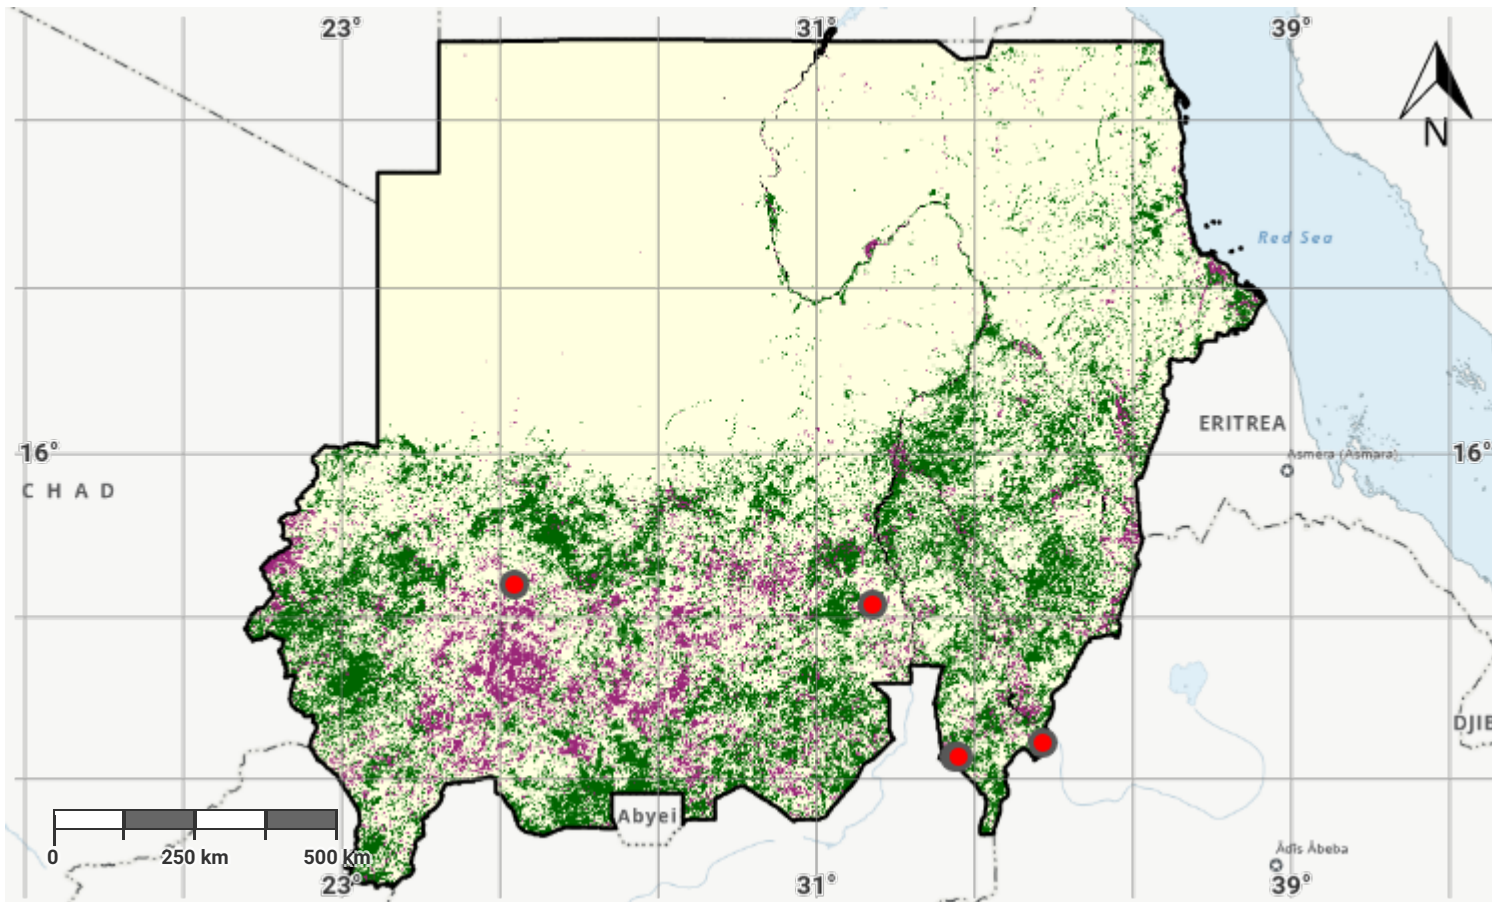 23° 31° 39°
N
Red Sea
ERITREA
16° 16°
Asmera (Asmara)
C H A D
DJIB
Abyei
0 250 km 500 km
Ādīs Ābeba
23° 31° 39°